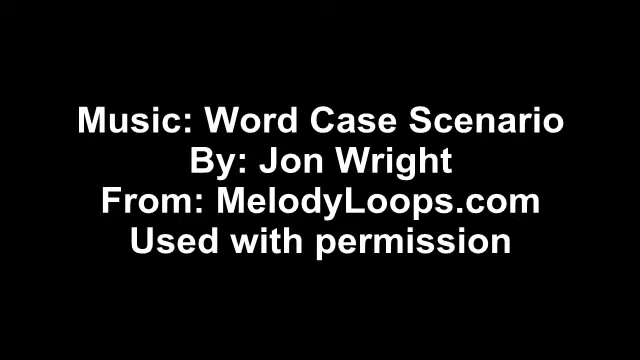 Music: Word Case Scenario
By: Jon Wright
From: MelodyLoops.com
Used with permission